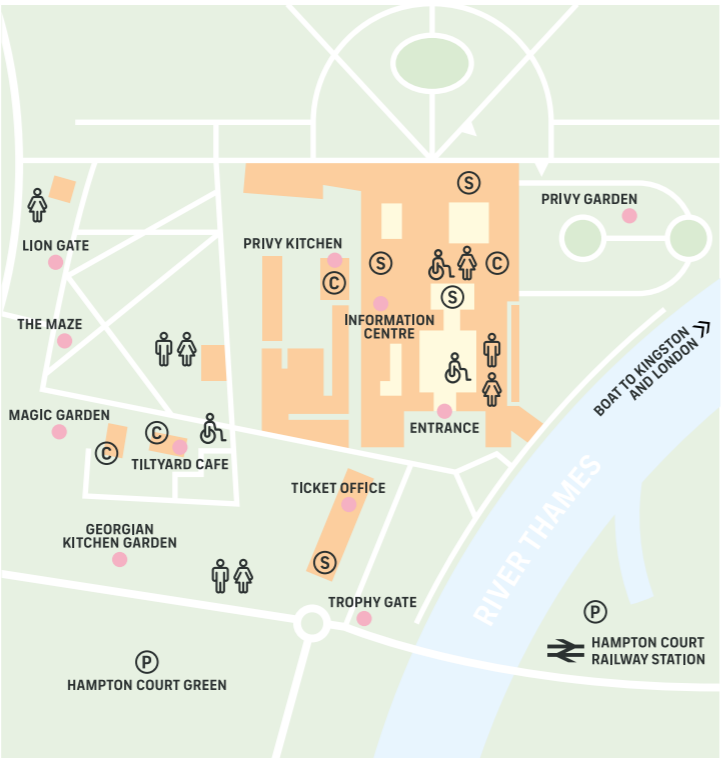 S
PRIVY GARDEN
LION GATE
PRIVY KITCHEN
S
C
C
S
THE MAZE
INFORMATION
CENTRE
BOAT TO KINGSTON
AND LONDON
MAGIC GARDEN
C
C
TILTYARD CAFE
ENTRANCE
TICKET OFFICE
GEORGIAN
KITCHEN GARDEN
S
RIVER THAMES
TROPHY GATE
P
HAMPTON COURT
RAILWAY STATION
P
HAMPTON COURT GREEN